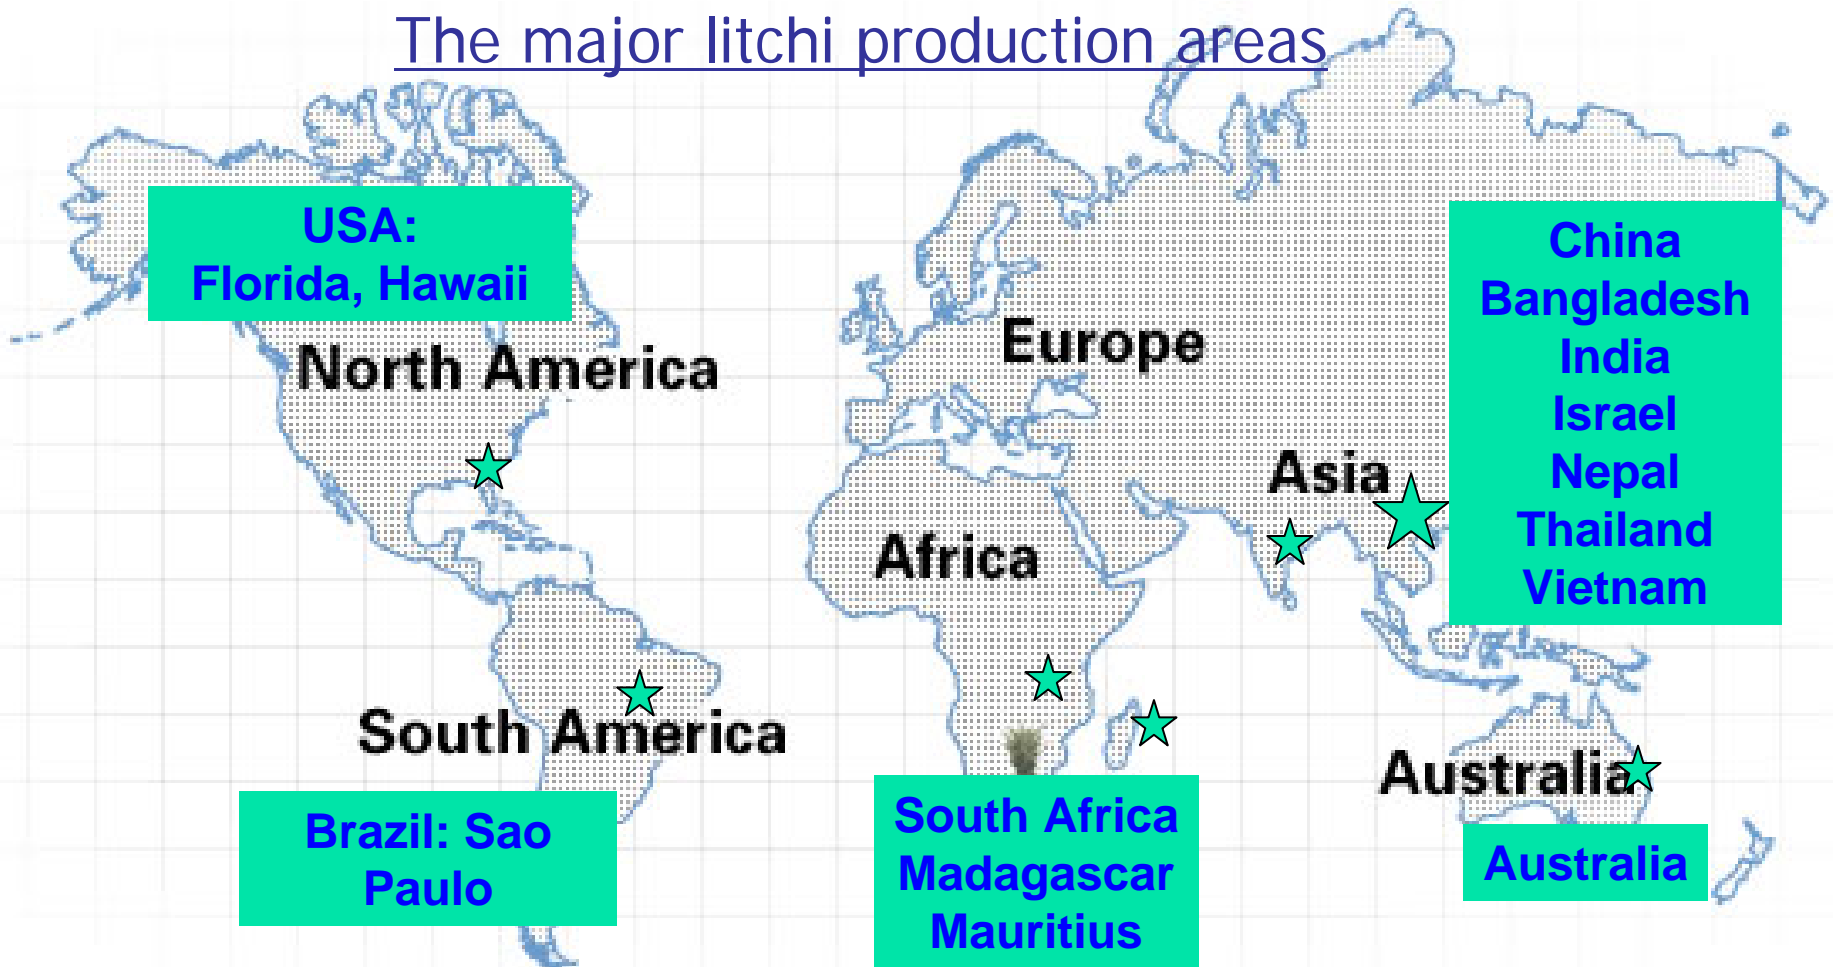 The major litchi production areas
USA:
Florida, Hawaii
North America
Europe
Asia
China
Bangladesh
India
Israel
Nepal
Thailand
Vietnam
Africa
South America
Australia
Brazil: Sao
Paulo
South Africa
Madagascar
Mauritius
Australia